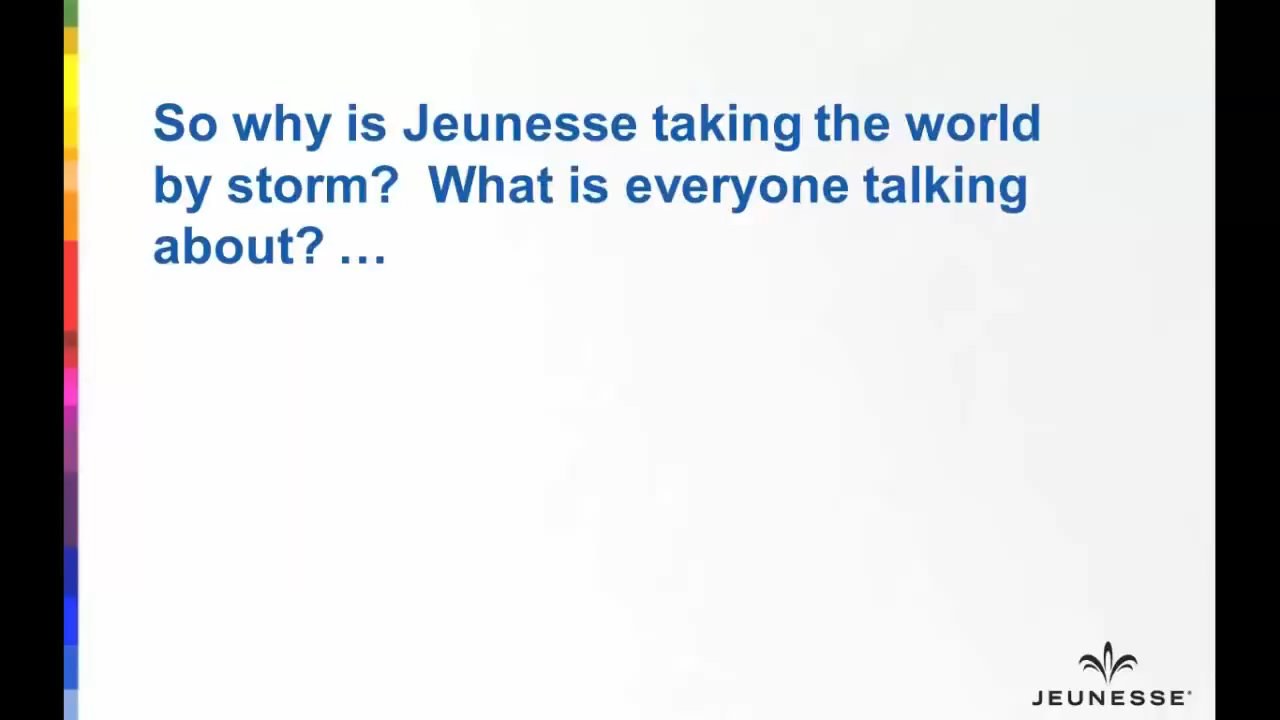 So why is Jeunesse taking the world
by storm?  What is everyone talking
about? …
JEUNESSE®